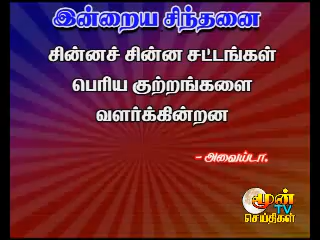 இன்றைய சிந்தனை
சின்னச் சின்ன சட்டங்கள்
பெரிய குற்றங்களை
வளர்க்கின்றன
- அவைய்டா.
மூன்
TV
செய்திகள்